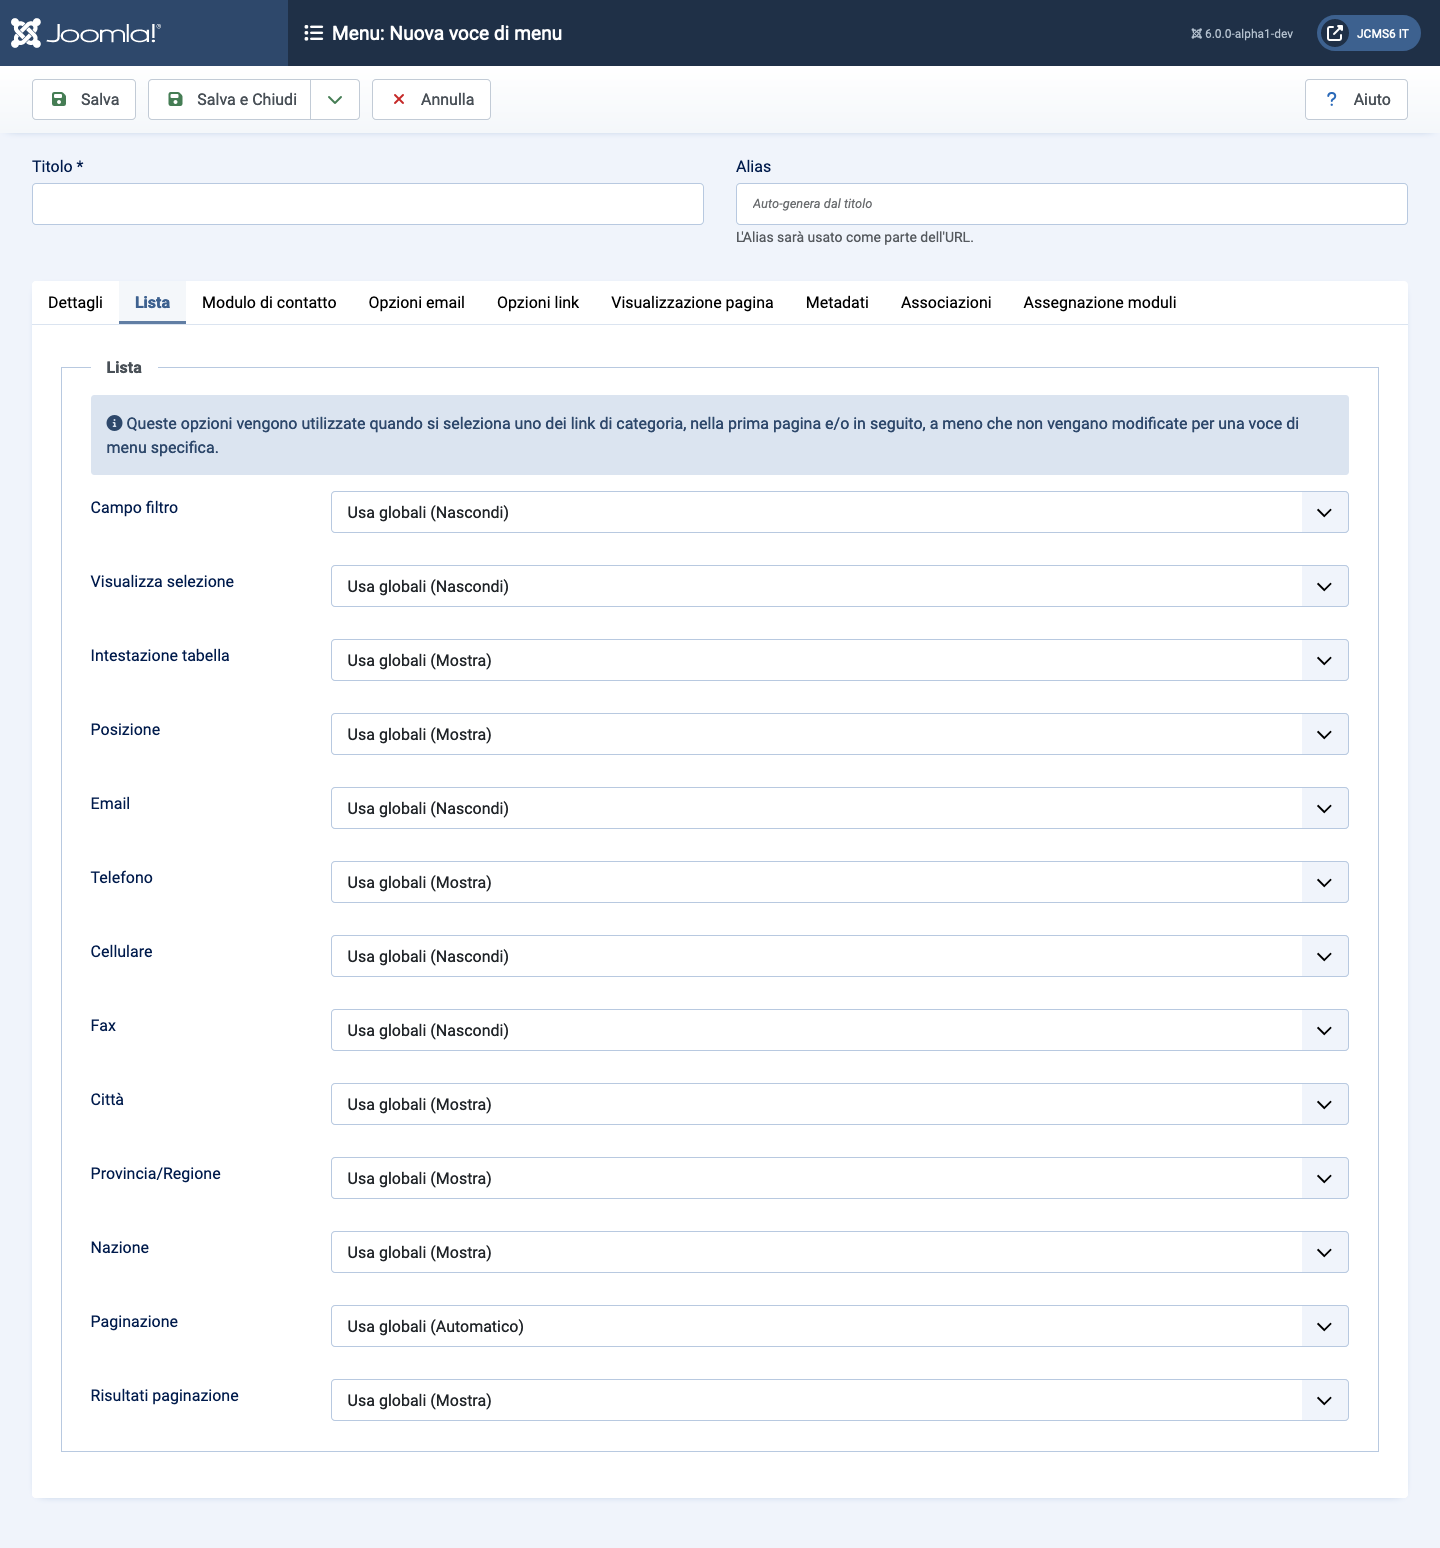 Joomla!®
Menu: Nuova voce di menu
6.0.0-alpha1-dev
JCMS6 IT
Salva
Salva e Chiudi
Annulla
? Aiuto
Titolo *
Alias
Auto-genera dal titolo
L'Alias sarà usato come parte dell'URL.
Dettagli
Lista
Modulo di contatto
Opzioni email
Opzioni link
Visualizzazione pagina
Metadati
Associazioni
Assegnazione moduli
Lista
Queste opzioni vengono utilizzate quando si seleziona uno dei link di categoria, nella prima pagina e/o in seguito, a meno che non vengano modificate per una voce di
menu specifica.
Campo filtro
Usa globali (Nascondi)
Visualizza selezione
Usa globali (Nascondi)
Intestazione tabella
Usa globali (Mostra)
Posizione
Usa globali (Mostra)
Email
Usa globali (Nascondi)
Telefono
Usa globali (Mostra)
Cellulare
Usa globali (Nascondi)
Fax
Usa globali (Nascondi)
Città
Usa globali (Mostra)
Provincia/Regione
Usa globali (Mostra)
Nazione
Usa globali (Mostra)
Paginazione
Usa globali (Automatico)
Risultati paginazione
Usa globali (Mostra)